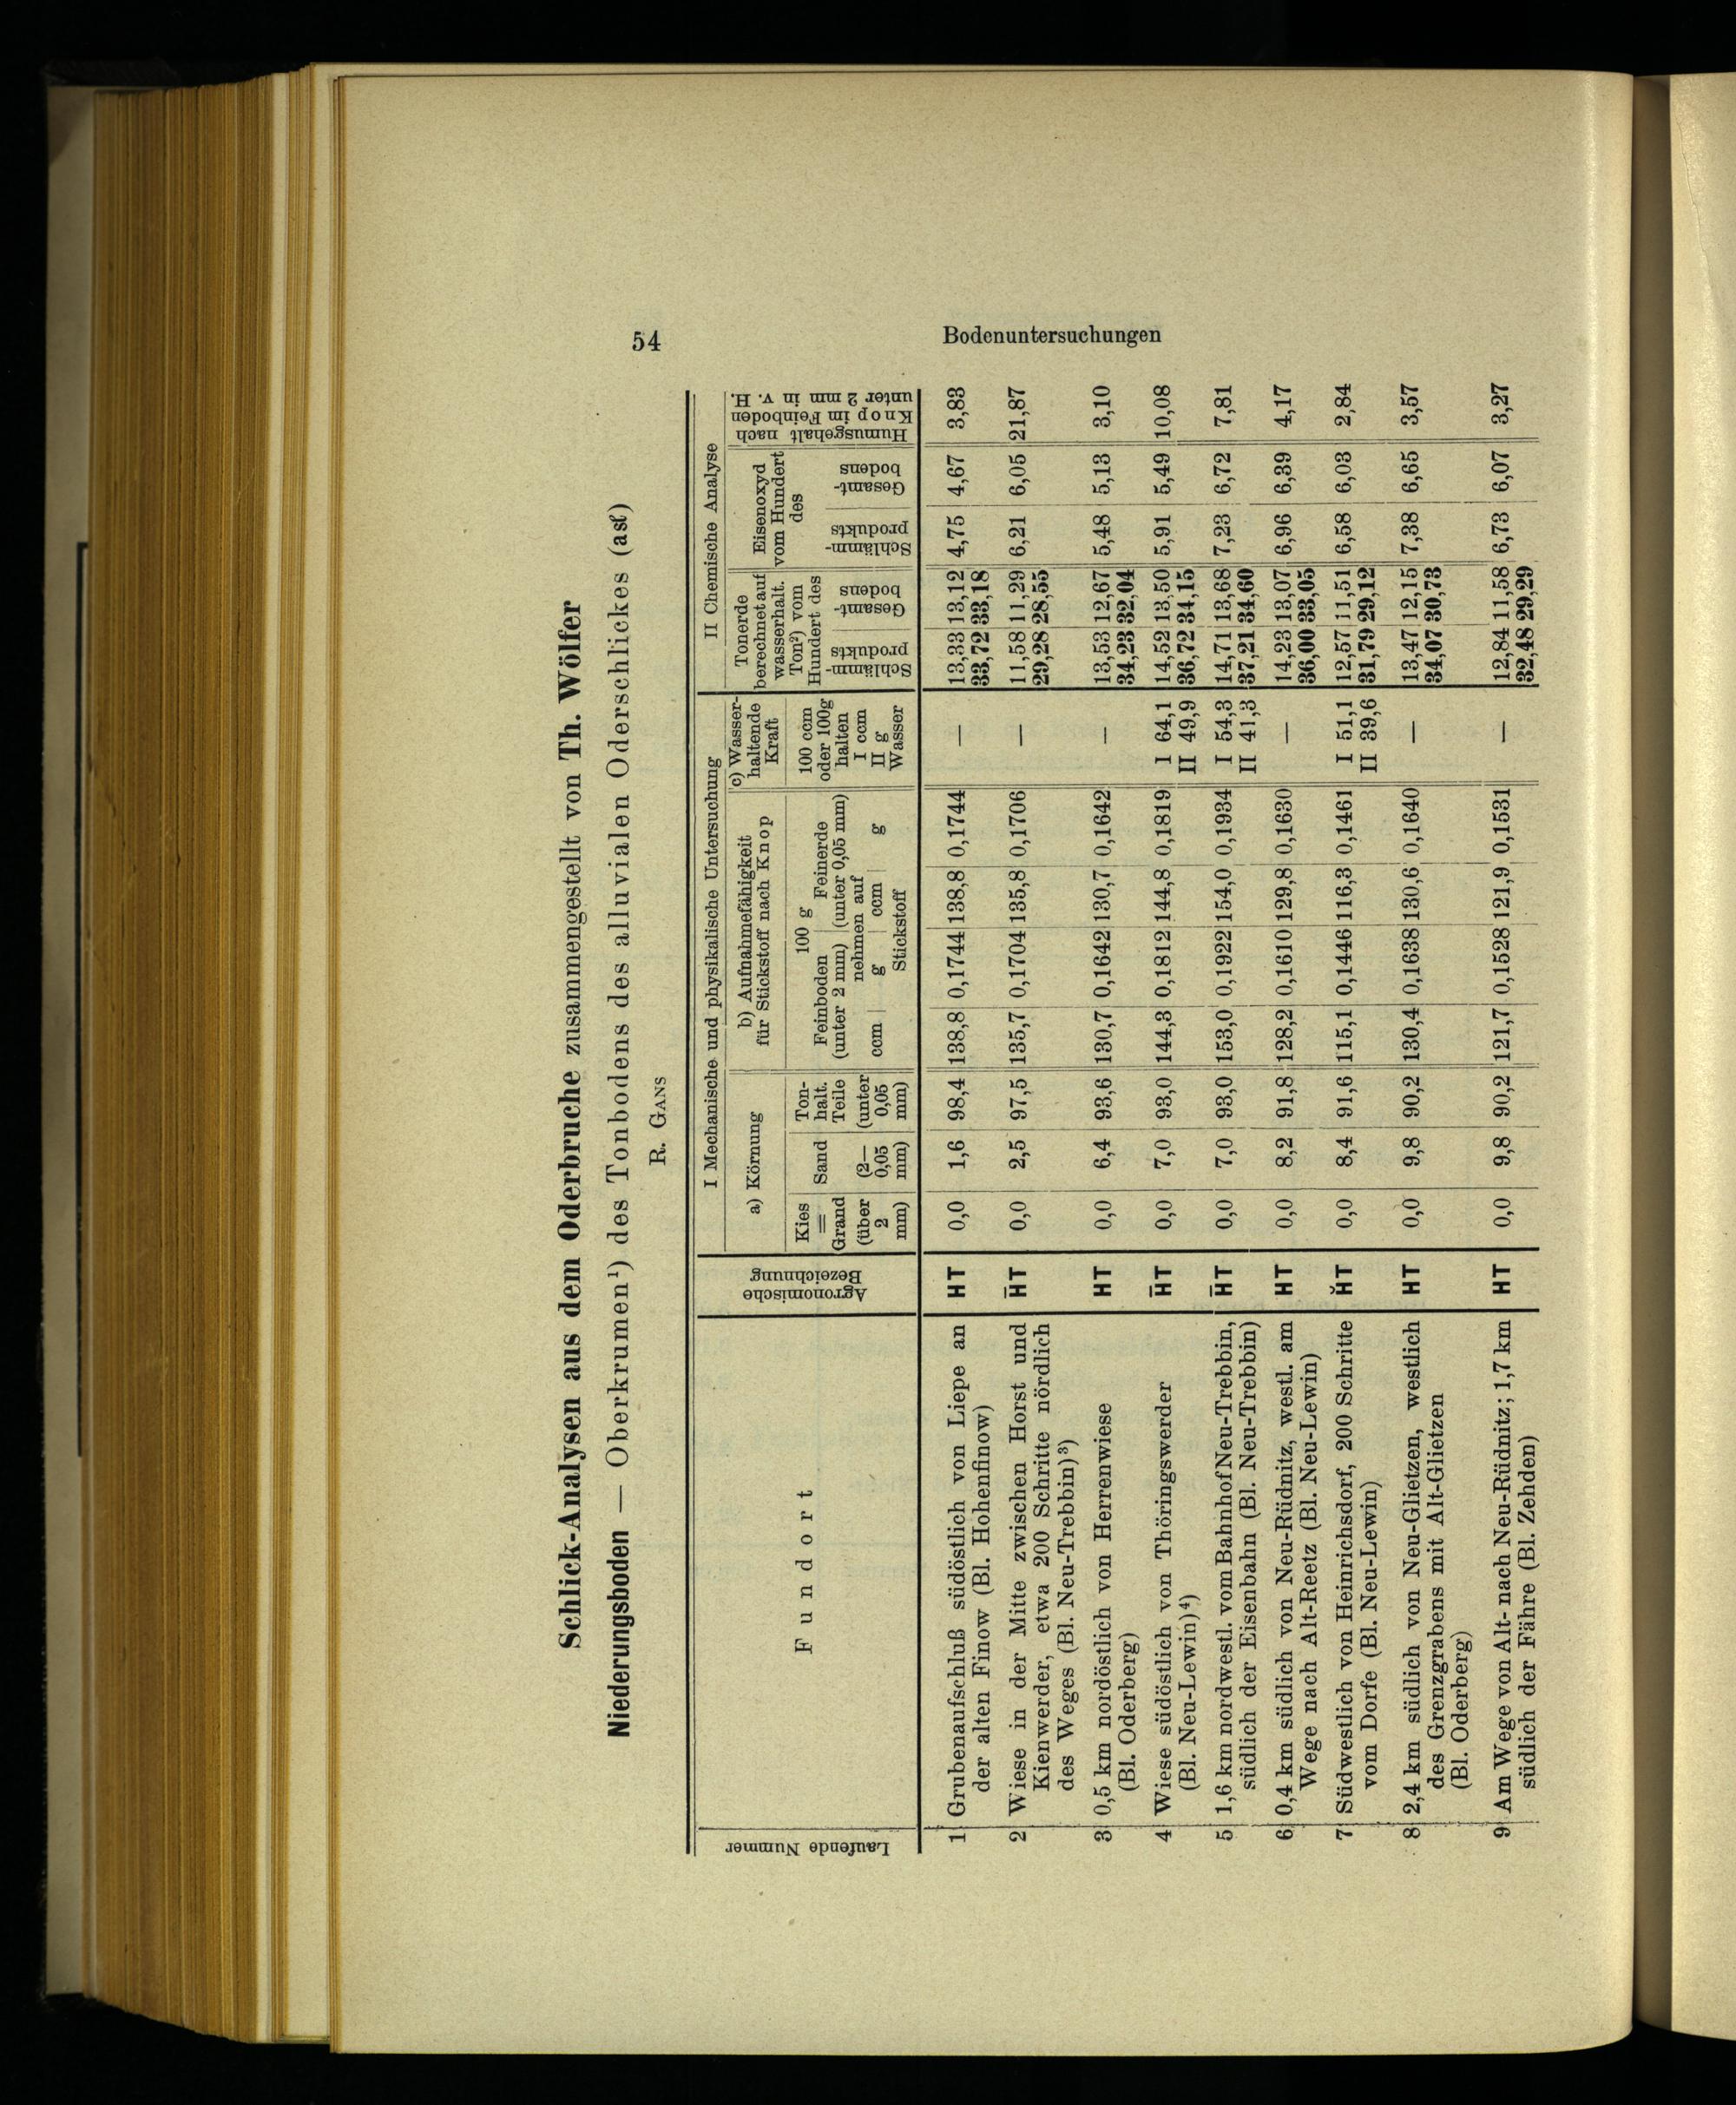 54
Bodenuntersuchungen
Schlick-Analysen aus dem Oderbruche zusammengestellt von Th. Wölfer
Niederungsboden — Oberkrumen¹) des Tonbodens des alluvialen Oderschlickes (asf)
R. Gans
Laufende Nummer
Fundort
Agronomische Bezeichnung
I Mechanische und physikalische Untersuchung
a) Körnung
Kies = Grand (über 2 mm)
Sand (2—0,05 mm)
Ton-halt. Teile (unter 0,05 mm)
b) Aufnahmefähigkeit für Stickstoff nach Knop
100 g
Feinboden (unter 2 mm)
Feinerde (unter 0,05 mm)
nehmen auf
ccm g ccm g
Stickstoff
c) Wasser-haltende Kraft
100 ccm oder 100g halten I ccm II g Wasser
II Chemische Analyse
Tonerde berechnet auf wasserhalt. Ton²) vom Hundert des
Schlämm-produkts
Gesamt-bodens
Eisenoxyd vom Hundert des
Schlämm-produkts
Gesamt-bodens
Humusgehalt nach Knop im Feinboden unter 2 mm in v. H.
1 Grubenaufschluß südöstlich von Liepe an HT 0,0 1,6 98,4 138,8 0,1744 138,8 0,1744 — 13,33 13,12 4,75 4,67 3,83
der alten Finow (Bl. Hohenfinow) 33,72 33,18
2 Wiese in der Mitte zwischen Horst und H̄T 0,0 2,5 97,5 135,7 0,1704 135,8 0,1706 — 11,58 11,29 6,21 6,05 21,87
Kienwerder, etwa 200 Schritte nördlich 29,28 28,55
des Weges (Bl. Neu-Trebbin)³)
3 0,5 km nordöstlich von Herrenwiese HT 0,0 6,4 93,6 130,7 0,1642 130,7 0,1642 — 13,53 12,67 5,48 5,13 3,10
(Bl. Oderberg) 34,23 32,04
4 Wiese südöstlich von Thöringswerder H̄T 0,0 7,0 93,0 144,3 0,1812 144,8 0,1819 I 64,1 14,52 13,50 5,91 5,49 10,08
(Bl. Neu-Lewin)⁴) II 49,9 36,72 34,15
5 1,6 km nordwestl. vom Bahnhof Neu-Trebbin, H̄T 0,0 7,0 93,0 153,0 0,1922 154,0 0,1934 I 54,3 14,71 13,68 7,23 6,72 7,81
südlich der Eisenbahn (Bl. Neu-Trebbin) II 41,3 37,21 34,60
6 0,4 km südlich von Neu-Rüdnitz, westl. am HT 0,0 8,2 91,8 128,2 0,1610 129,8 0,1630 — 14,23 13,07 6,96 6,39 4,17
Wege nach Alt-Reetz (Bl. Neu-Lewin) 36,00 33,05
7 Südwestlich von Heinrichsdorf, 200 Schritte H̆T 0,0 8,4 91,6 115,1 0,1446 116,3 0,1461 I 51,1 12,57 11,51 6,58 6,03 2,84
vom Dorfe (Bl. Neu-Lewin) II 39,6 31,79 29,12
8 2,4 km südlich von Neu-Glietzen, westlich HT 0,0 9,8 90,2 130,4 0,1638 130,6 0,1640 — 13,47 12,15 7,38 6,65 3,57
des Grenzgrabens mit Alt-Glietzen 34,07 30,73
(Bl. Oderberg)
9 Am Wege von Alt- nach Neu-Rüdnitz; 1,7 km HT 0,0 9,8 90,2 121,7 0,1528 121,9 0,1531 — 12,84 11,58 6,73 6,07 3,27
südlich der Fähre (Bl. Zehden) 32,48 29,29